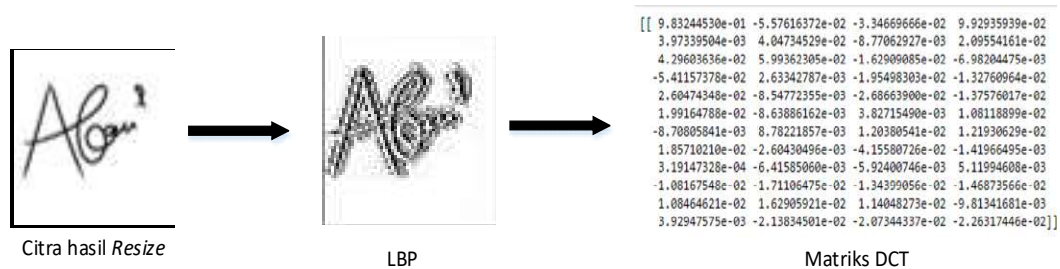 [[ 9.83244530e-01 -5.57616372e-02 -3.34669666e-02 9.92935939e-02
3.97339504e-03 4.04734529e-02 -8.77062927e-03 2.09554161e-02
4.29603636e-02 5.99362305e-02 -1.62909085e-02 -6.98204475e-03
-5.41157378e-02 2.63342787e-03 -1.95498303e-02 -1.32760964e-02
2.60474348e-02 -8.54772355e-03 -2.68663900e-02 -1.37576017e-02
1.99164788e-02 -8.63886162e-03 3.82715490e-03 1.08118899e-02
-8.70805841e-03 8.78221857e-03 1.20380541e-02 1.21930629e-02
1.85710210e-02 -2.60430496e-03 -4.15580726e-02 -1.41966495e-03
3.19147328e-04 -6.41585060e-03 -5.92400746e-03 5.11994608e-03
-1.08167548e-02 -1.71106475e-02 -1.34399056e-02 -1.46873566e-02
1.08464621e-02 1.62905921e-02 1.14048273e-02 -9.81341681e-03
3.92947575e-03 -2.13834501e-02 -2.07344337e-02 -2.26317446e-02]]
Citra hasil Resize
LBP
Matriks DCT